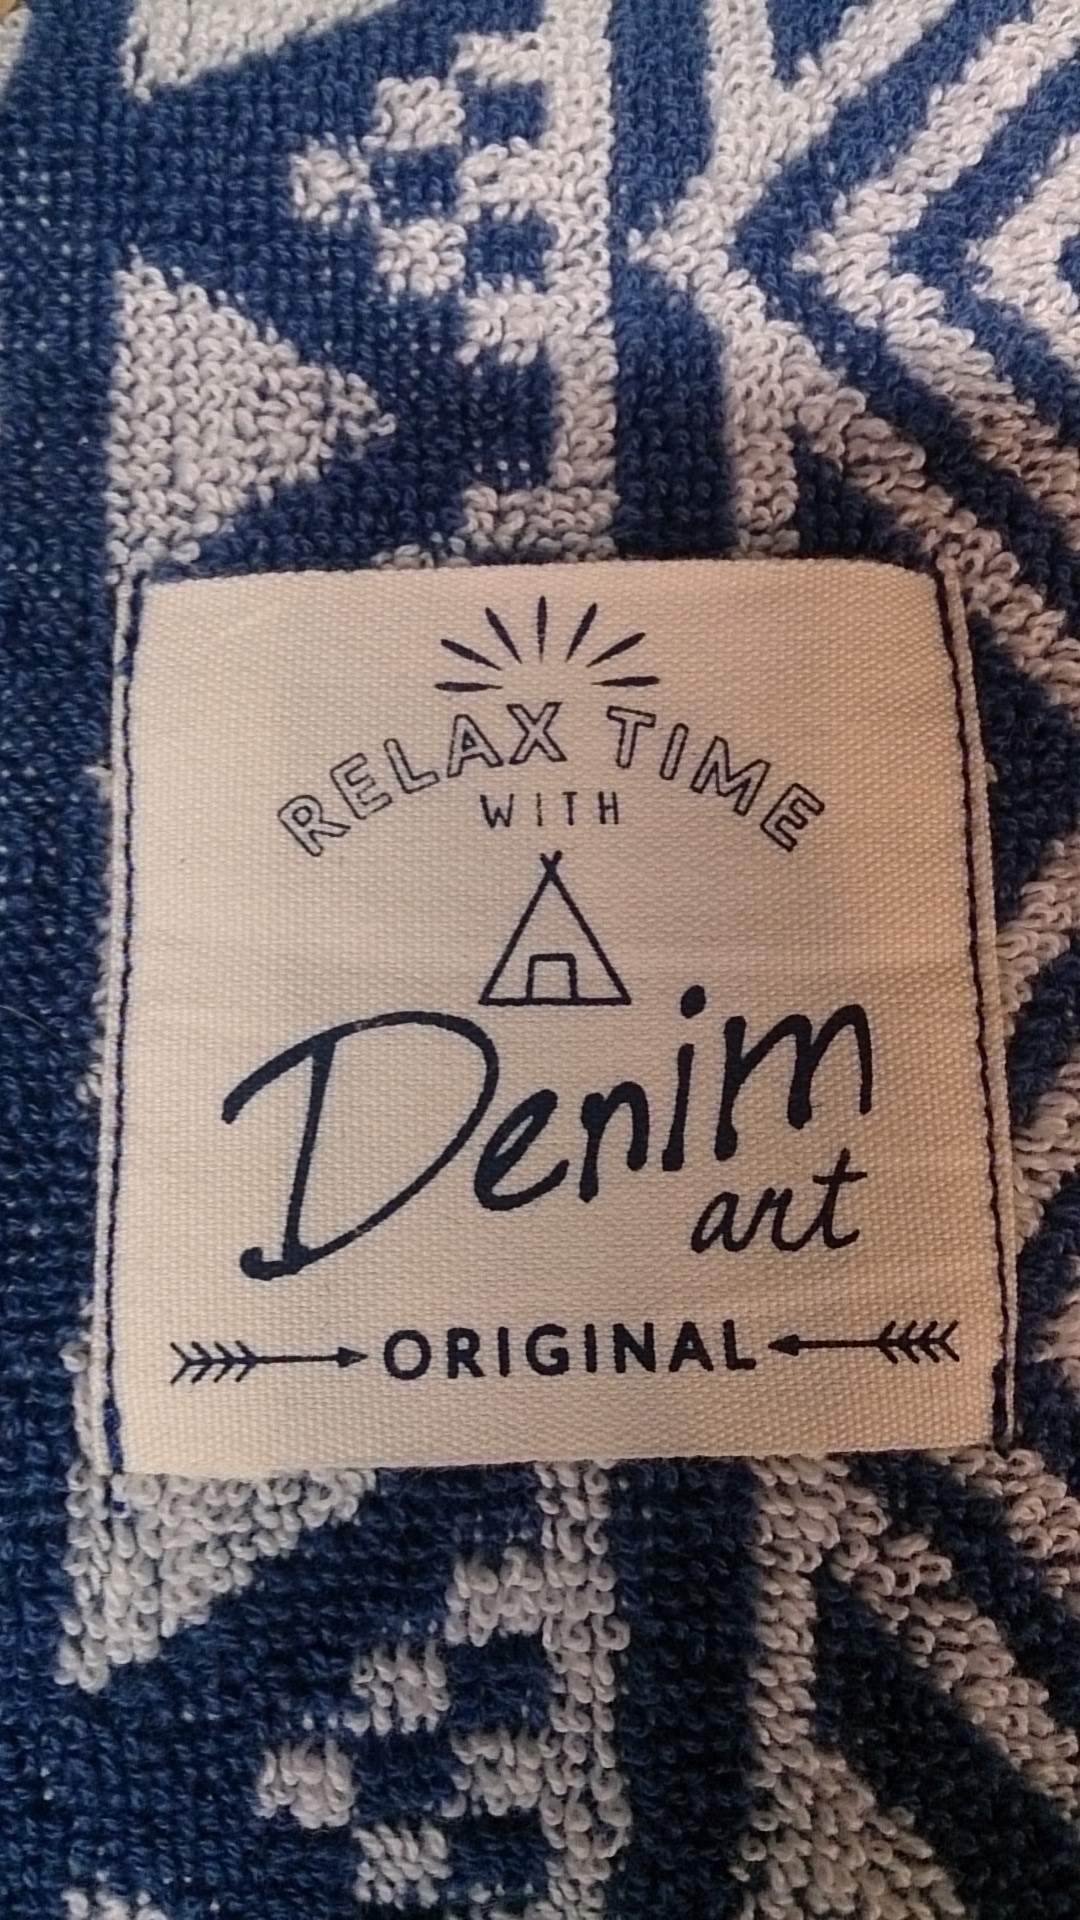 RELAX TIME
WITH
Denim
art
ORIGINAL